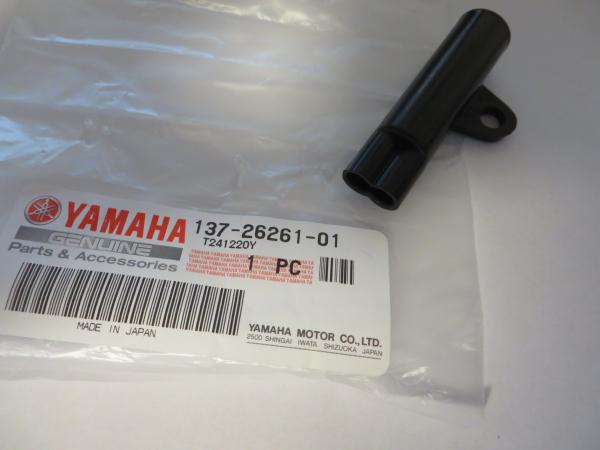 YAMAHA 137-26261-01
GENUINE T241220Y
Parts & Accessories
1 PC
MADE IN JAPAN
YAMAHA MOTOR CO.,LTD.
2500 SHINGAI IWATA SHIZUOKA JAPAN